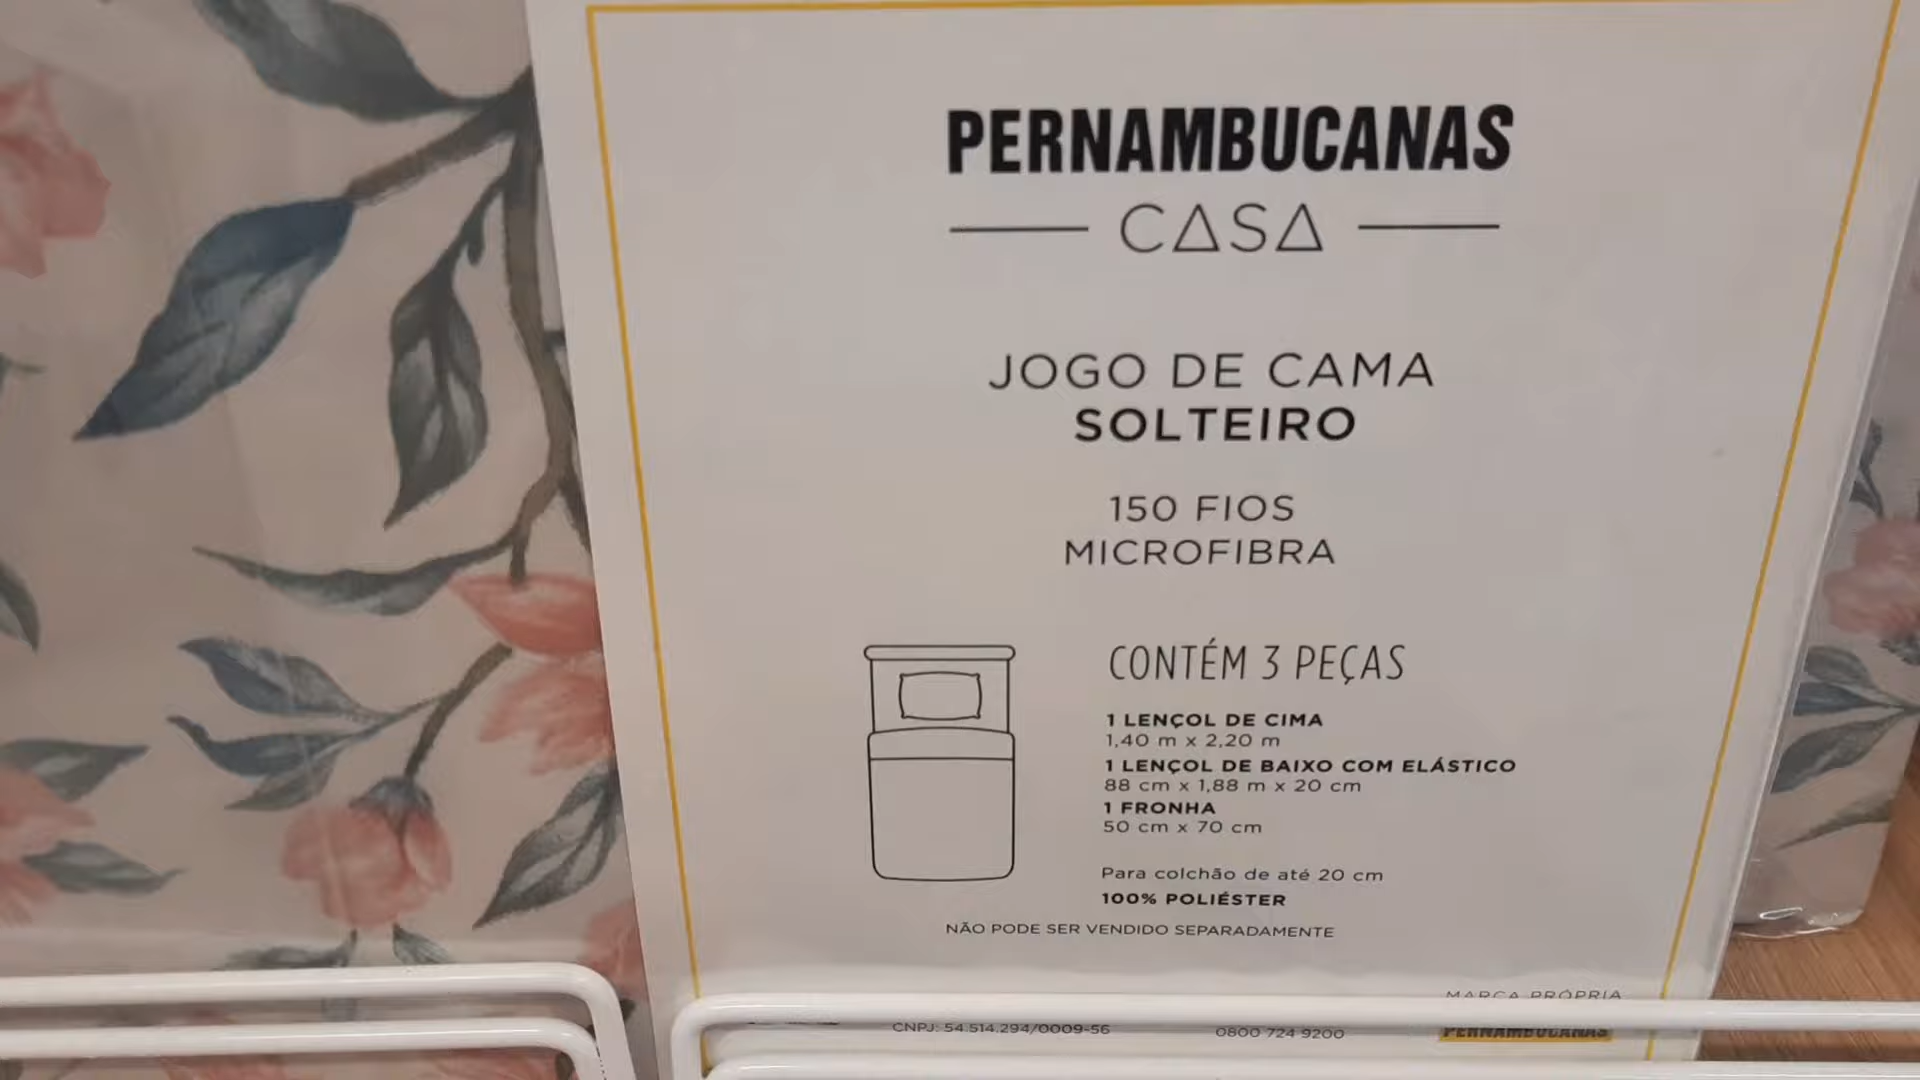 PERNAMBUCANAS
CASA
JOGO DE CAMA
SOLTEIRO
150 FIOS
MICROFIBRA
CONTÉM 3 PEÇAS
1 LENÇOL DE CIMA
1,40 m x 2,20 m
1 LENÇOL DE BAIXO COM ELÁSTICO
88 cm x 1,88 m x 20 cm
1 FRONHA
50 cm x 70 cm
Para colchão de até 20 cm
100% POLIÉSTER
NÃO PODE SER VENDIDO SEPARADAMENTE
MARCA PRÓPRIA
CNPJ: 54.514.294/0009-56
0800 724 9200
PERNAMBUCANAS